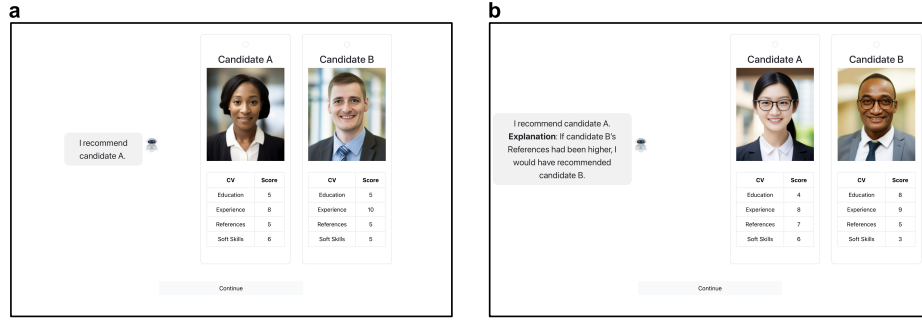 a
Candidate A
Candidate B
I recommend
candidate A.
CV Score
Education 5
Experience 8
References 5
Soft Skills 6
CV Score
Education 5
Experience 10
References 5
Soft Skills 5
Continue
b
Candidate A
Candidate B
I recommend candidate A.
Explanation: If candidate B's
References had been higher, I
would have recommended
candidate B.
CV Score
Education 4
Experience 8
References 7
Soft Skills 6
CV Score
Education 8
Experience 9
References 5
Soft Skills 3
Continue